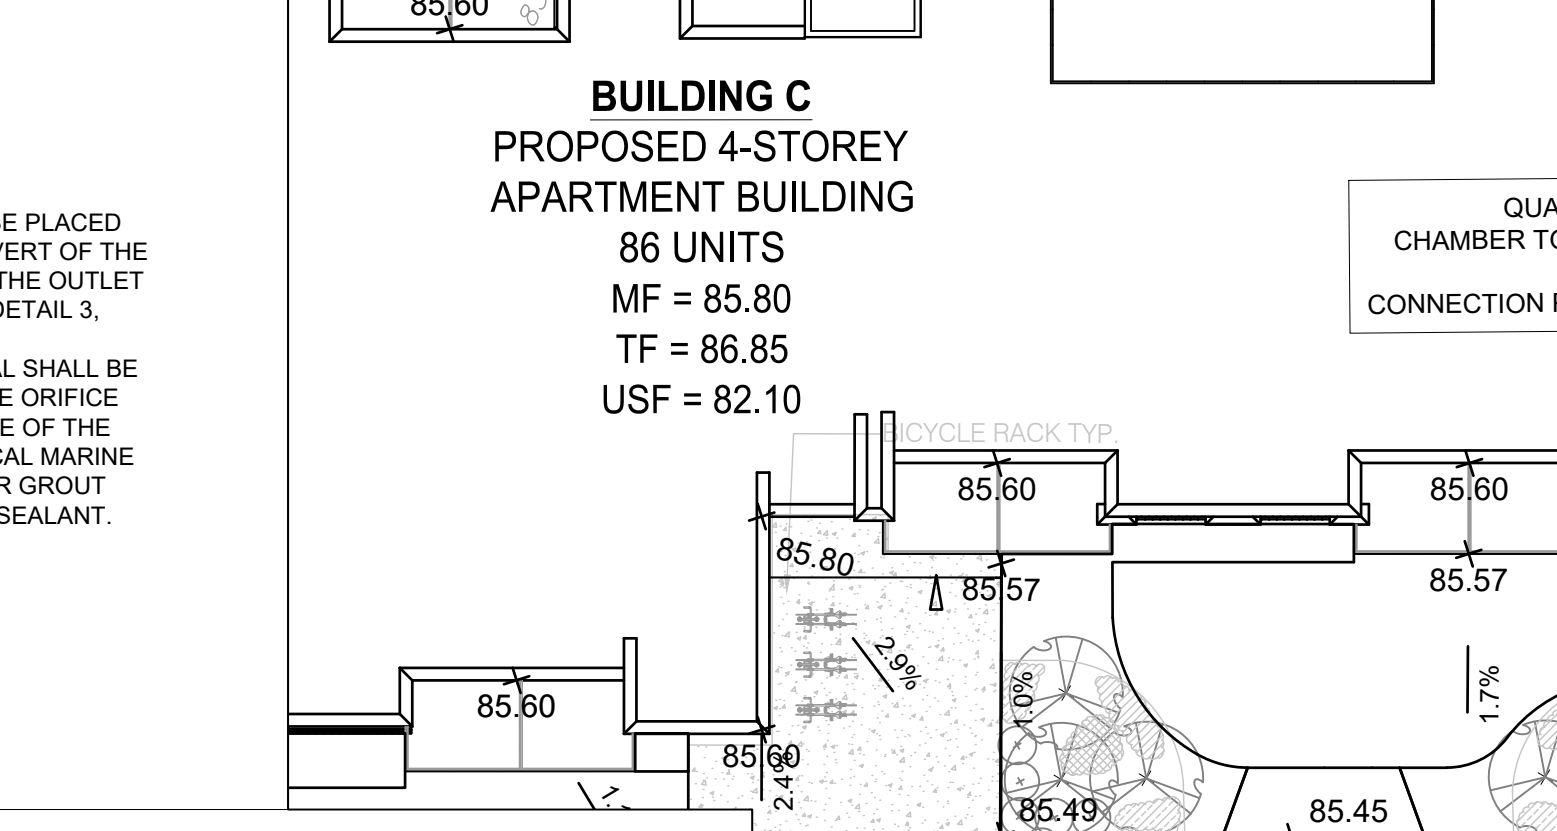 85.60
BUILDING C
PROPOSED 4-STOREY
APARTMENT BUILDING
86 UNITS
MF = 85.80
TF = 86.85
USF = 82.10
BE PLACED
VERT OF THE
THE OUTLET
DETAIL 3,
AL SHALL BE
E ORIFICE
E OF THE
CAL MARINE
R GROUT
SEALANT.
QUA
CHAMBER TO
CONNECTION
BICYCLE RACK TYP.
85.60
85.60
85.80
85.57
85.57
2.9%
1.0%
1.7%
85.60
85.60
2.4%
85.49
85.45